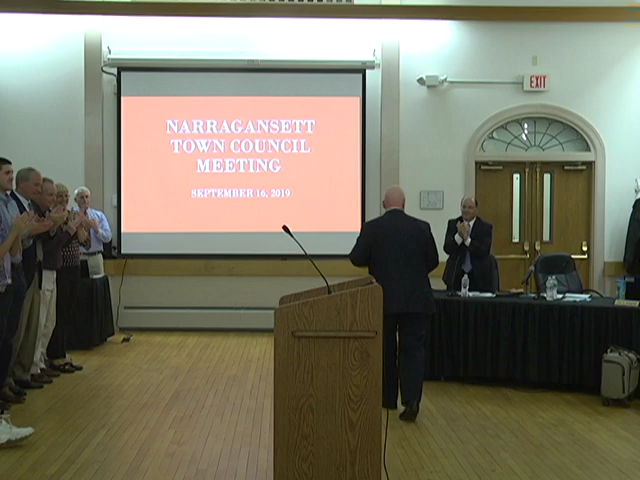 EXIT
NARRAGANSETT
TOWN COUNCIL
MEETING
SEPTEMBER 16, 2019